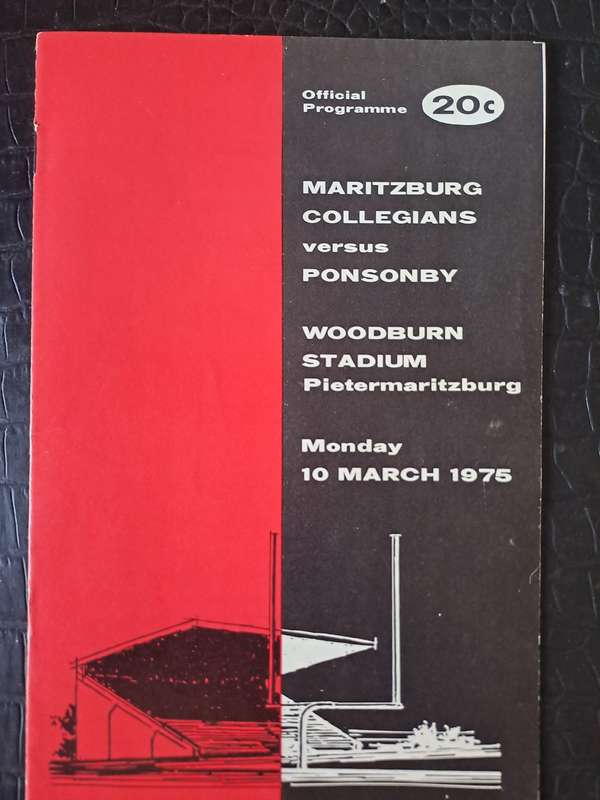 Official
Programme
20c
MARITZBURG
COLLEGIANS
versus
PONSONBY
WOODBURN
STADIUM
Pietermaritzburg
Monday
10 MARCH 1975